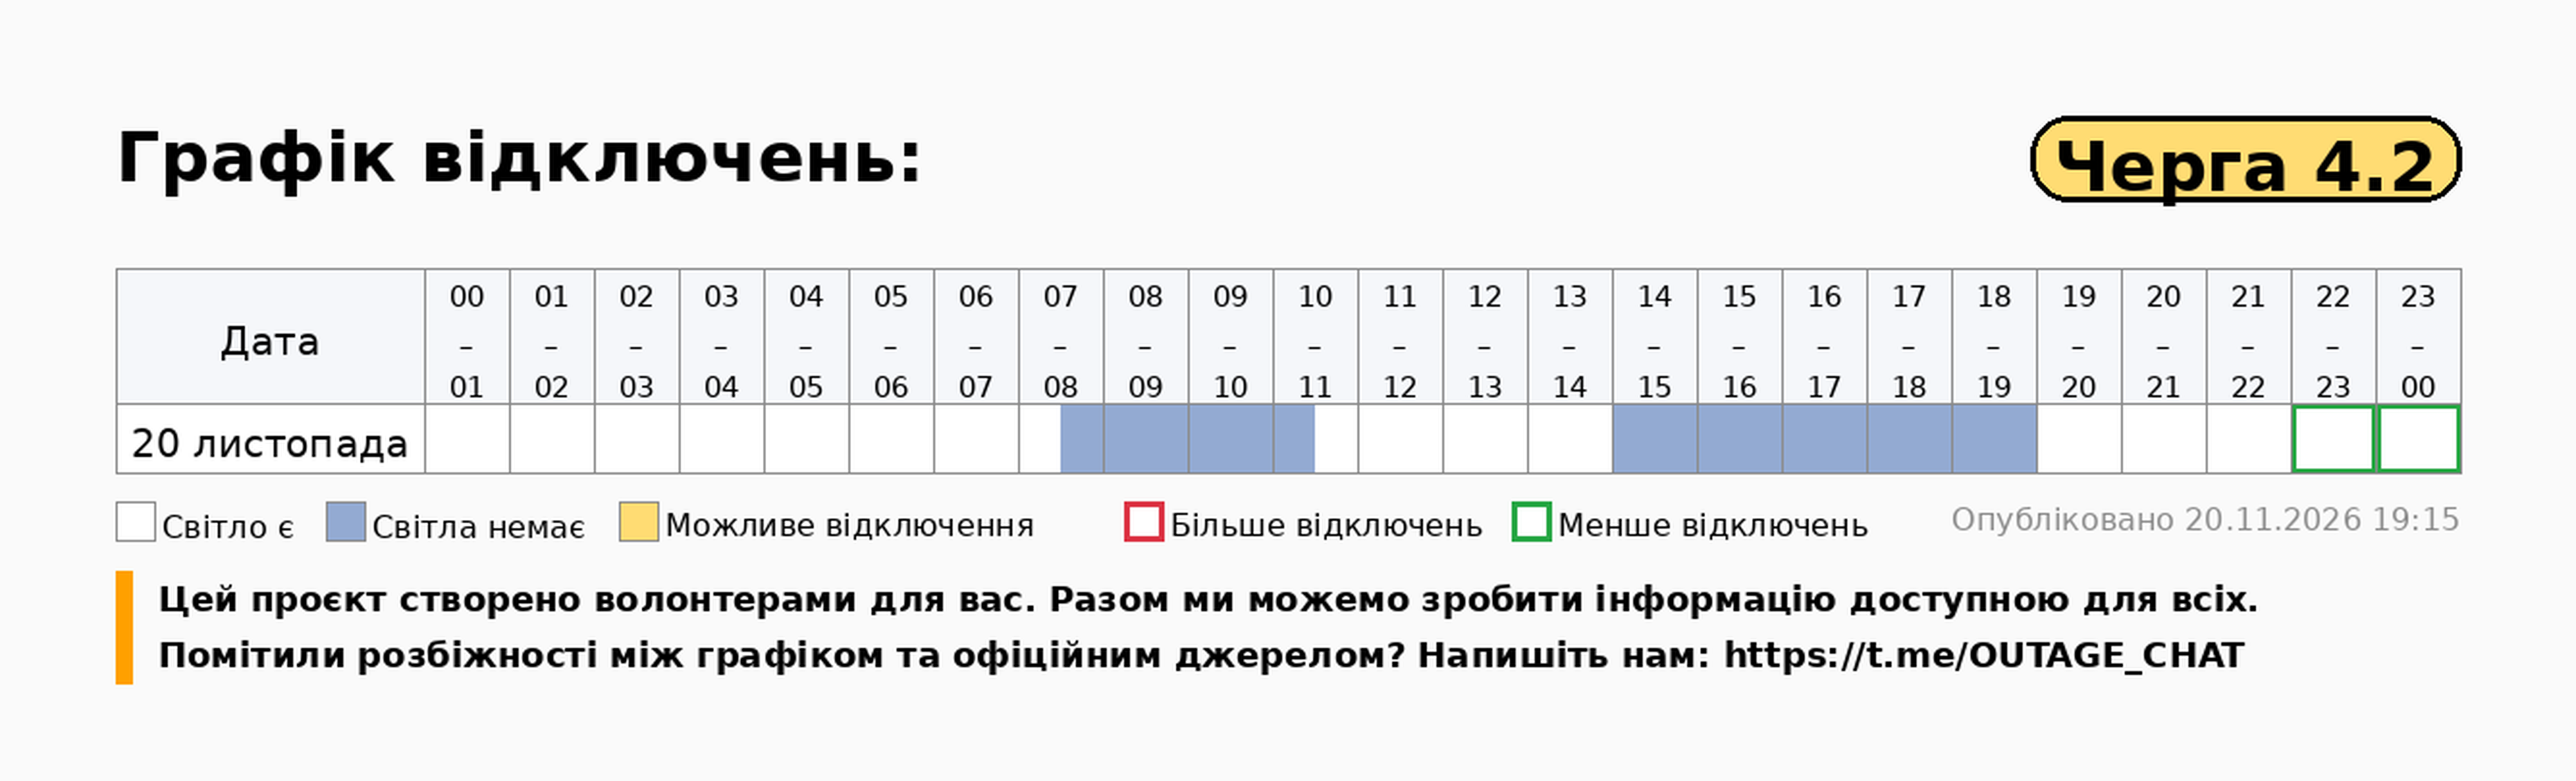 Графік відключень:
Черга 4.2
Дата 00 – 01 01 – 02 02 – 03 03 – 04 04 – 05 05 – 06 06 – 07 07 – 08 08 – 09 09 – 10 10 – 11 11 – 12 12 – 13 13 – 14 14 – 15 15 – 16 16 – 17 17 – 18 18 – 19 19 – 20 20 – 21 21 – 22 22 – 23 23 – 00
20 листопада
Світло є Світла немає Можливе відключення Більше відключень Менше відключень Опубліковано 20.11.2026 19:15
Цей проєкт створено волонтерами для вас. Разом ми можемо зробити інформацію доступною для всіх.
Помітили розбіжності між графіком та офіційним джерелом? Напишіть нам: https://t.me/OUTAGE_CHAT